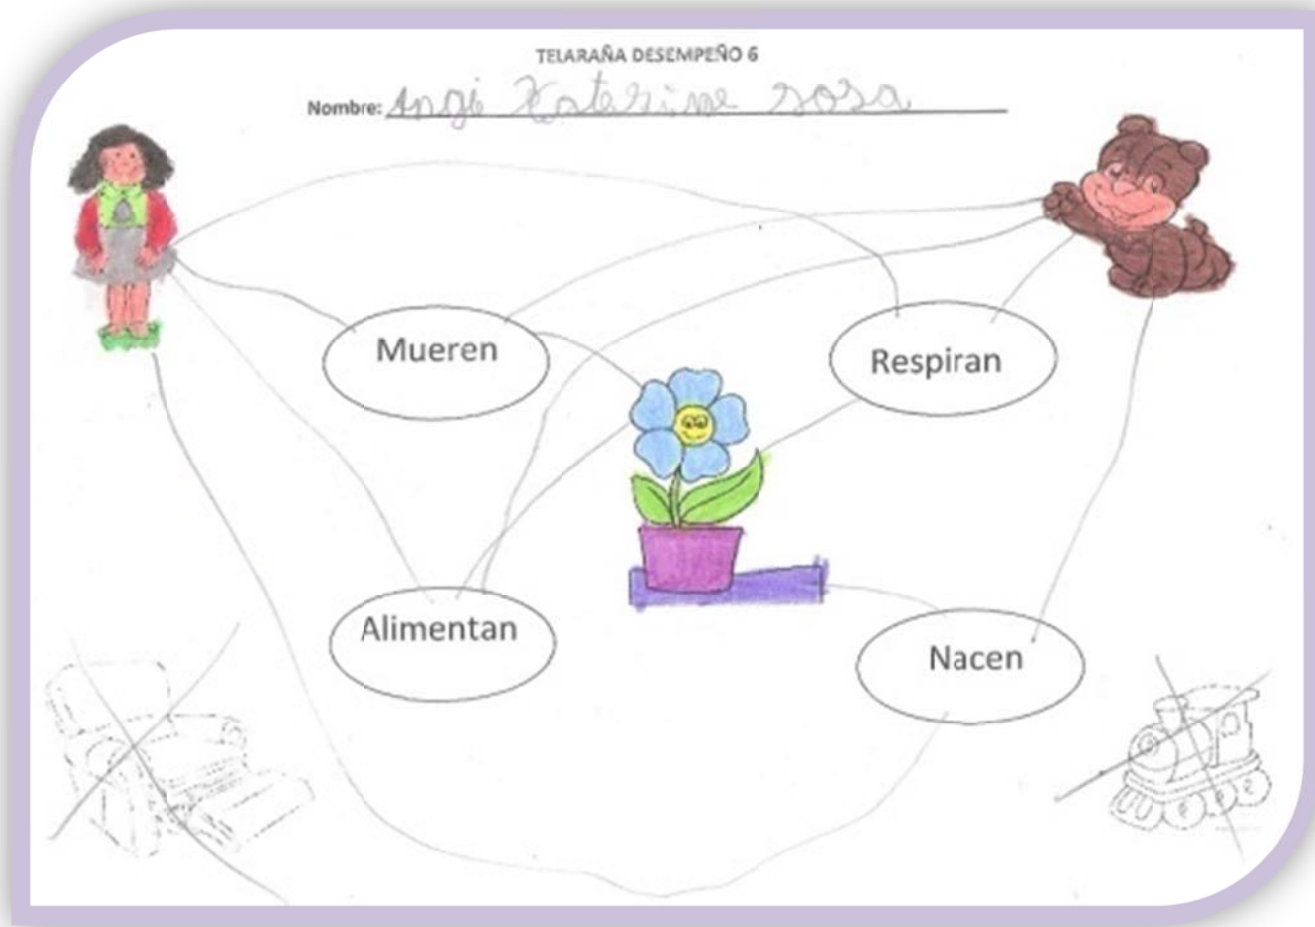 TELARAÑA DESEMPEÑO 6
Nombre: Angi Katerine sosa
Mueren
Respiran
Alimentan
Nacen